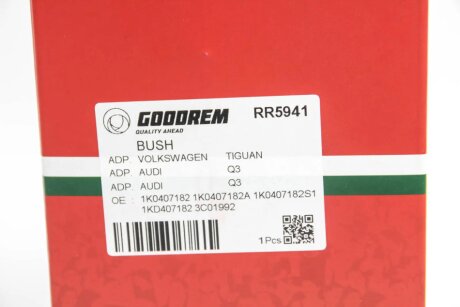 GOODREM RR5941
QUALITY AHEAD
BUSH
ADP. VOLKSWAGEN TIGUAN
ADP. AUDI Q3
ADP. AUDI Q3
OE : 1K0407182 1K0407182A 1K0407182S1
1KD407182 3C01992
1 Pcs